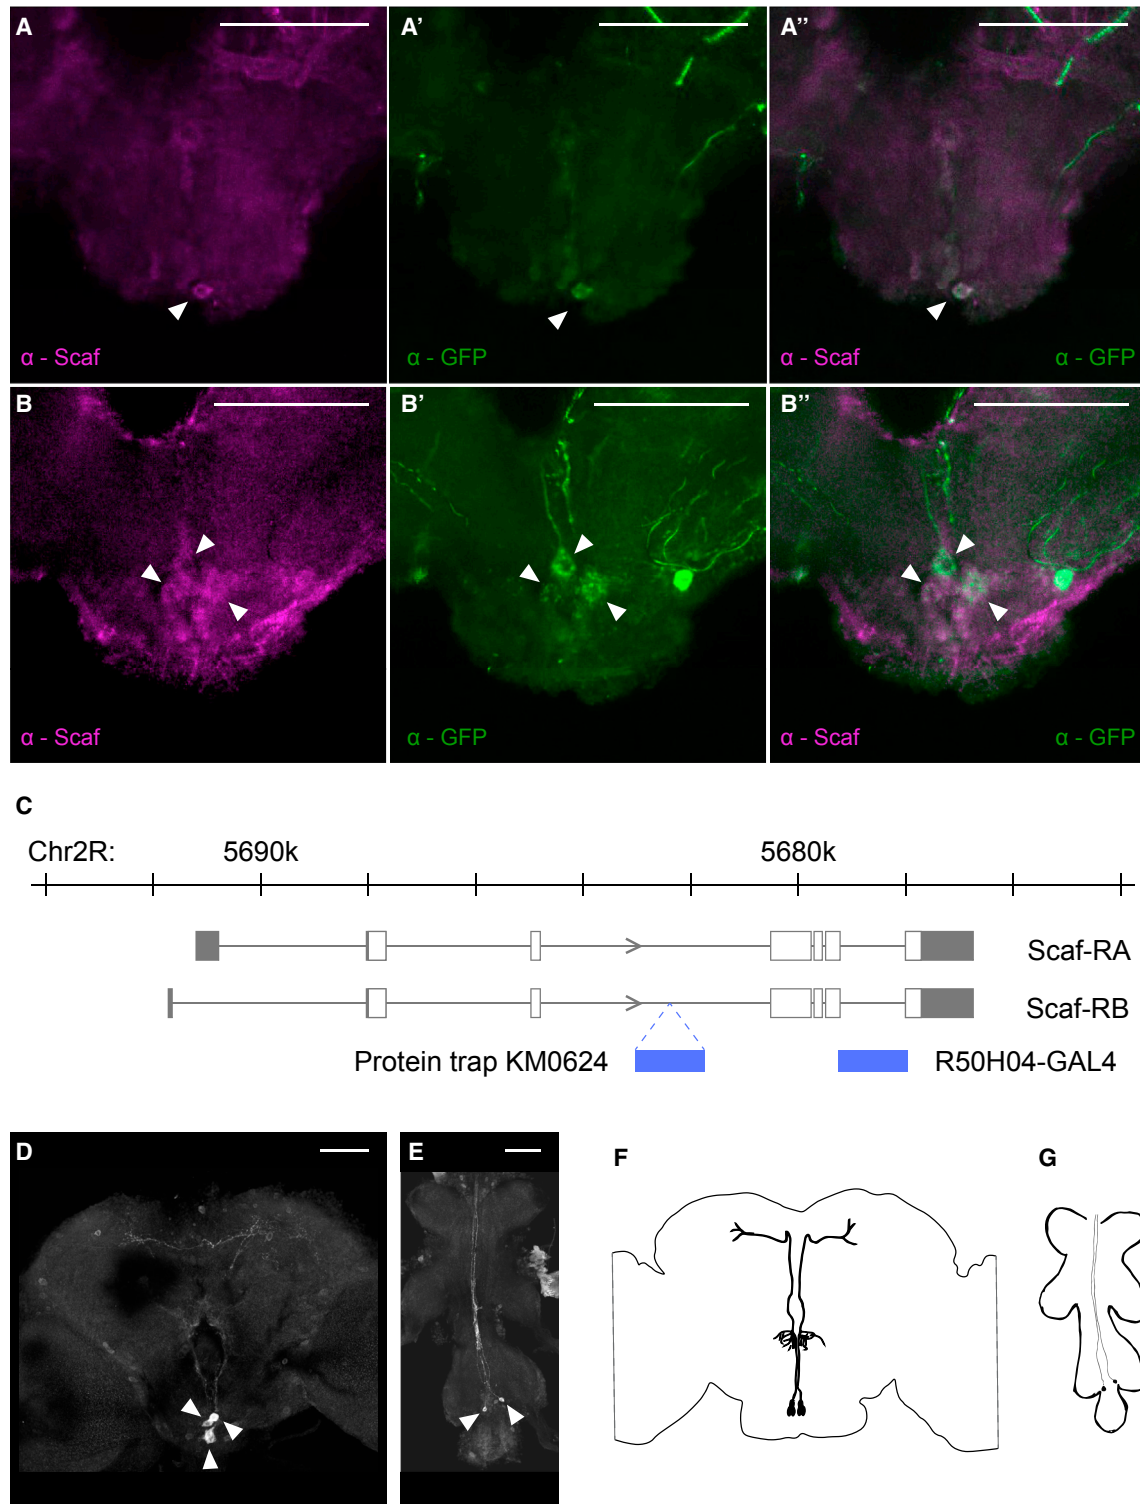 A
A'
A''
α - Scaf
α - GFP
α - Scaf
α - GFP
B
B'
B''
α - Scaf
α - GFP
α - Scaf
α - GFP
C
Chr2R:
5690k
5680k
Scaf-RA
Scaf-RB
Protein trap KM0624
R50H04-GAL4
D
E
F
G